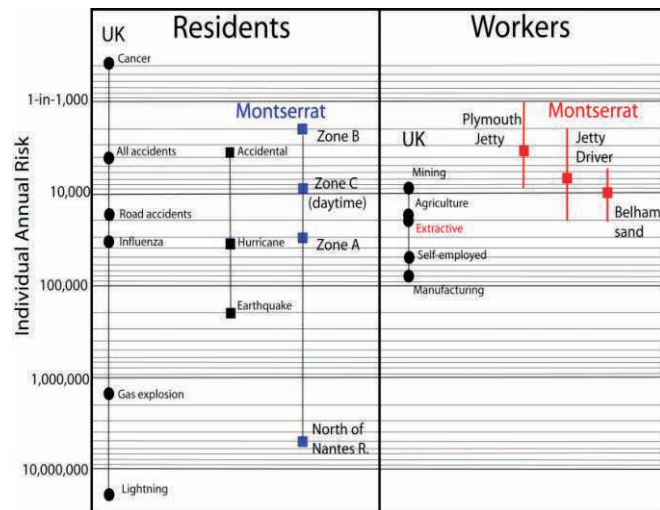 Residents
Workers
UK
Cancer
1-in-1,000
Montserrat
Montserrat
Zone B
Plymouth
Jetty
Jetty
Driver
UK
All accidents
Accidental
Mining
Zone C
(daytime)
10,000
Agriculture
Belham
sand
Road accidents
Extractive
Influenza
Hurricane
Zone A
Self-employed
100,000
Manufacturing
Earthquake
Individual Annual Risk
1,000,000
Gas explosion
North of
Nantes R.
10,000,000
Lightning